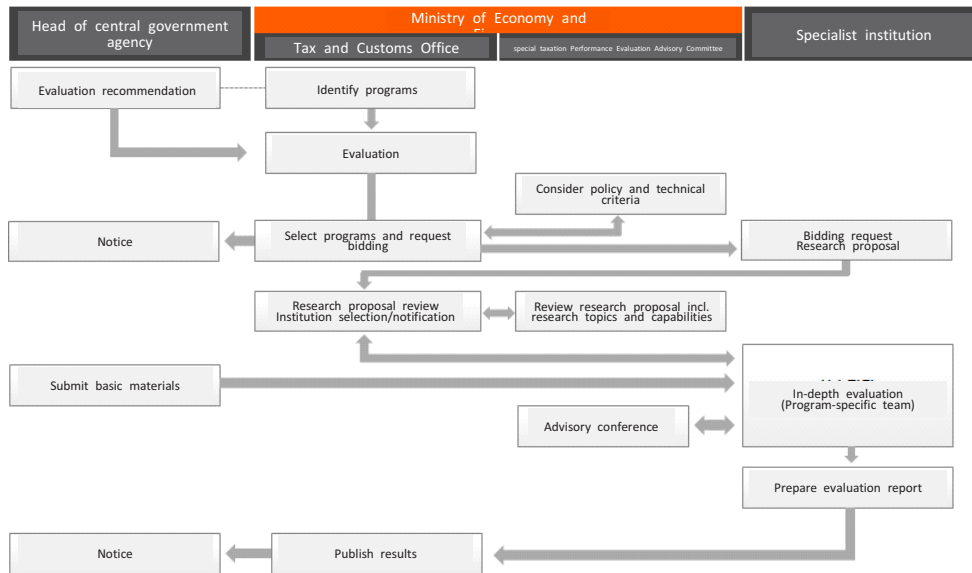 Head of central government
agency
Ministry of Economy and
Tax and Customs Office
special taxation Performance Evaluation Advisory Committee
Specialist institution
Evaluation recommendation
Identify programs
Evaluation
Consider policy and technical
criteria
Notice
Select programs and request
bidding
Bidding request
Research proposal
Research proposal review
Institution selection/notification
Review research proposal incl.
research topics and capabilities
Submit basic materials
In-depth evaluation
(Program-specific team)
Advisory conference
Prepare evaluation report
Notice
Publish results